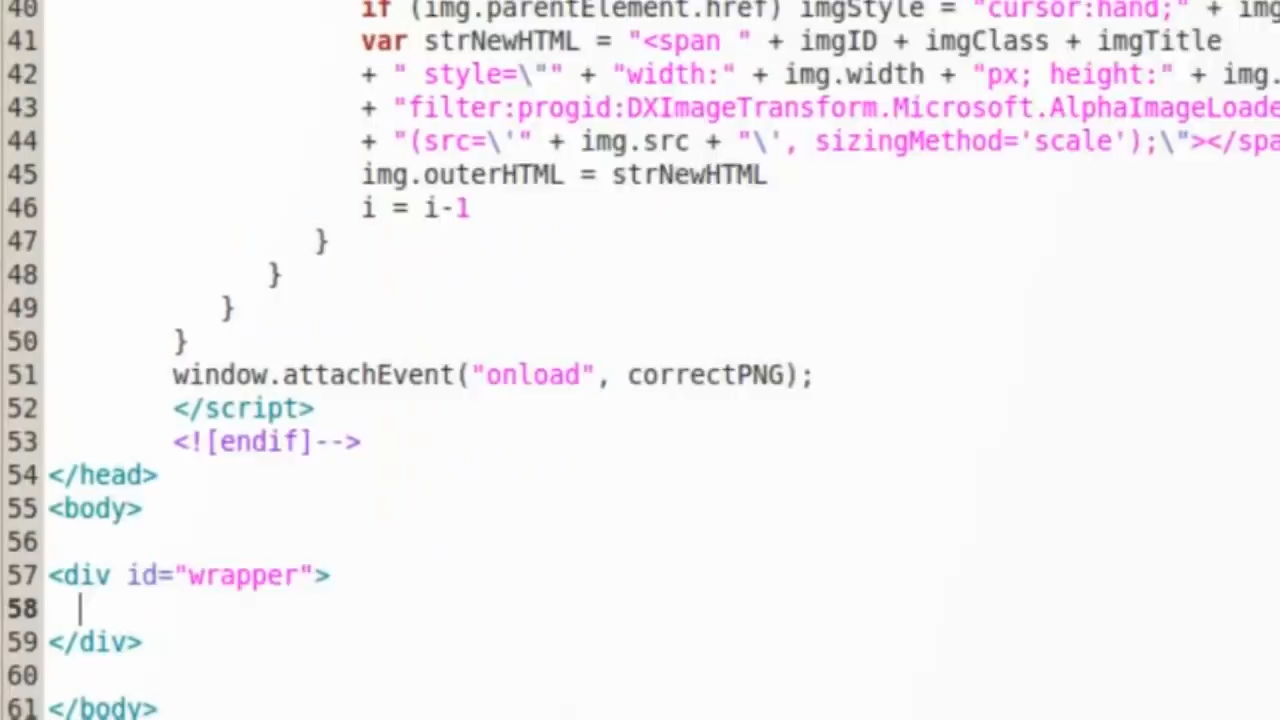 40 if (img.parentElement.href) imgStyle = "cursor:hand;" + img
41 var strNewHTML = "<span " + imgID + imgClass + imgTitle
42 + " style=\"" + "width:" + img.width + "px; height:" + img.
43 + "filter:progid:DXImageTransform.Microsoft.AlphaImageLoade
44 + "(src=\'" + img.src + "\', sizingMethod='scale');\"></spa
45 img.outerHTML = strNewHTML
46 i = i-1
47 }
48 }
49 }
50 }
51 window.attachEvent("onload", correctPNG);
52 </script>
53 <![endif]-->
54 </head>
55 <body>
56
57 <div id="wrapper">
58
59 </div>
60
61 </body>